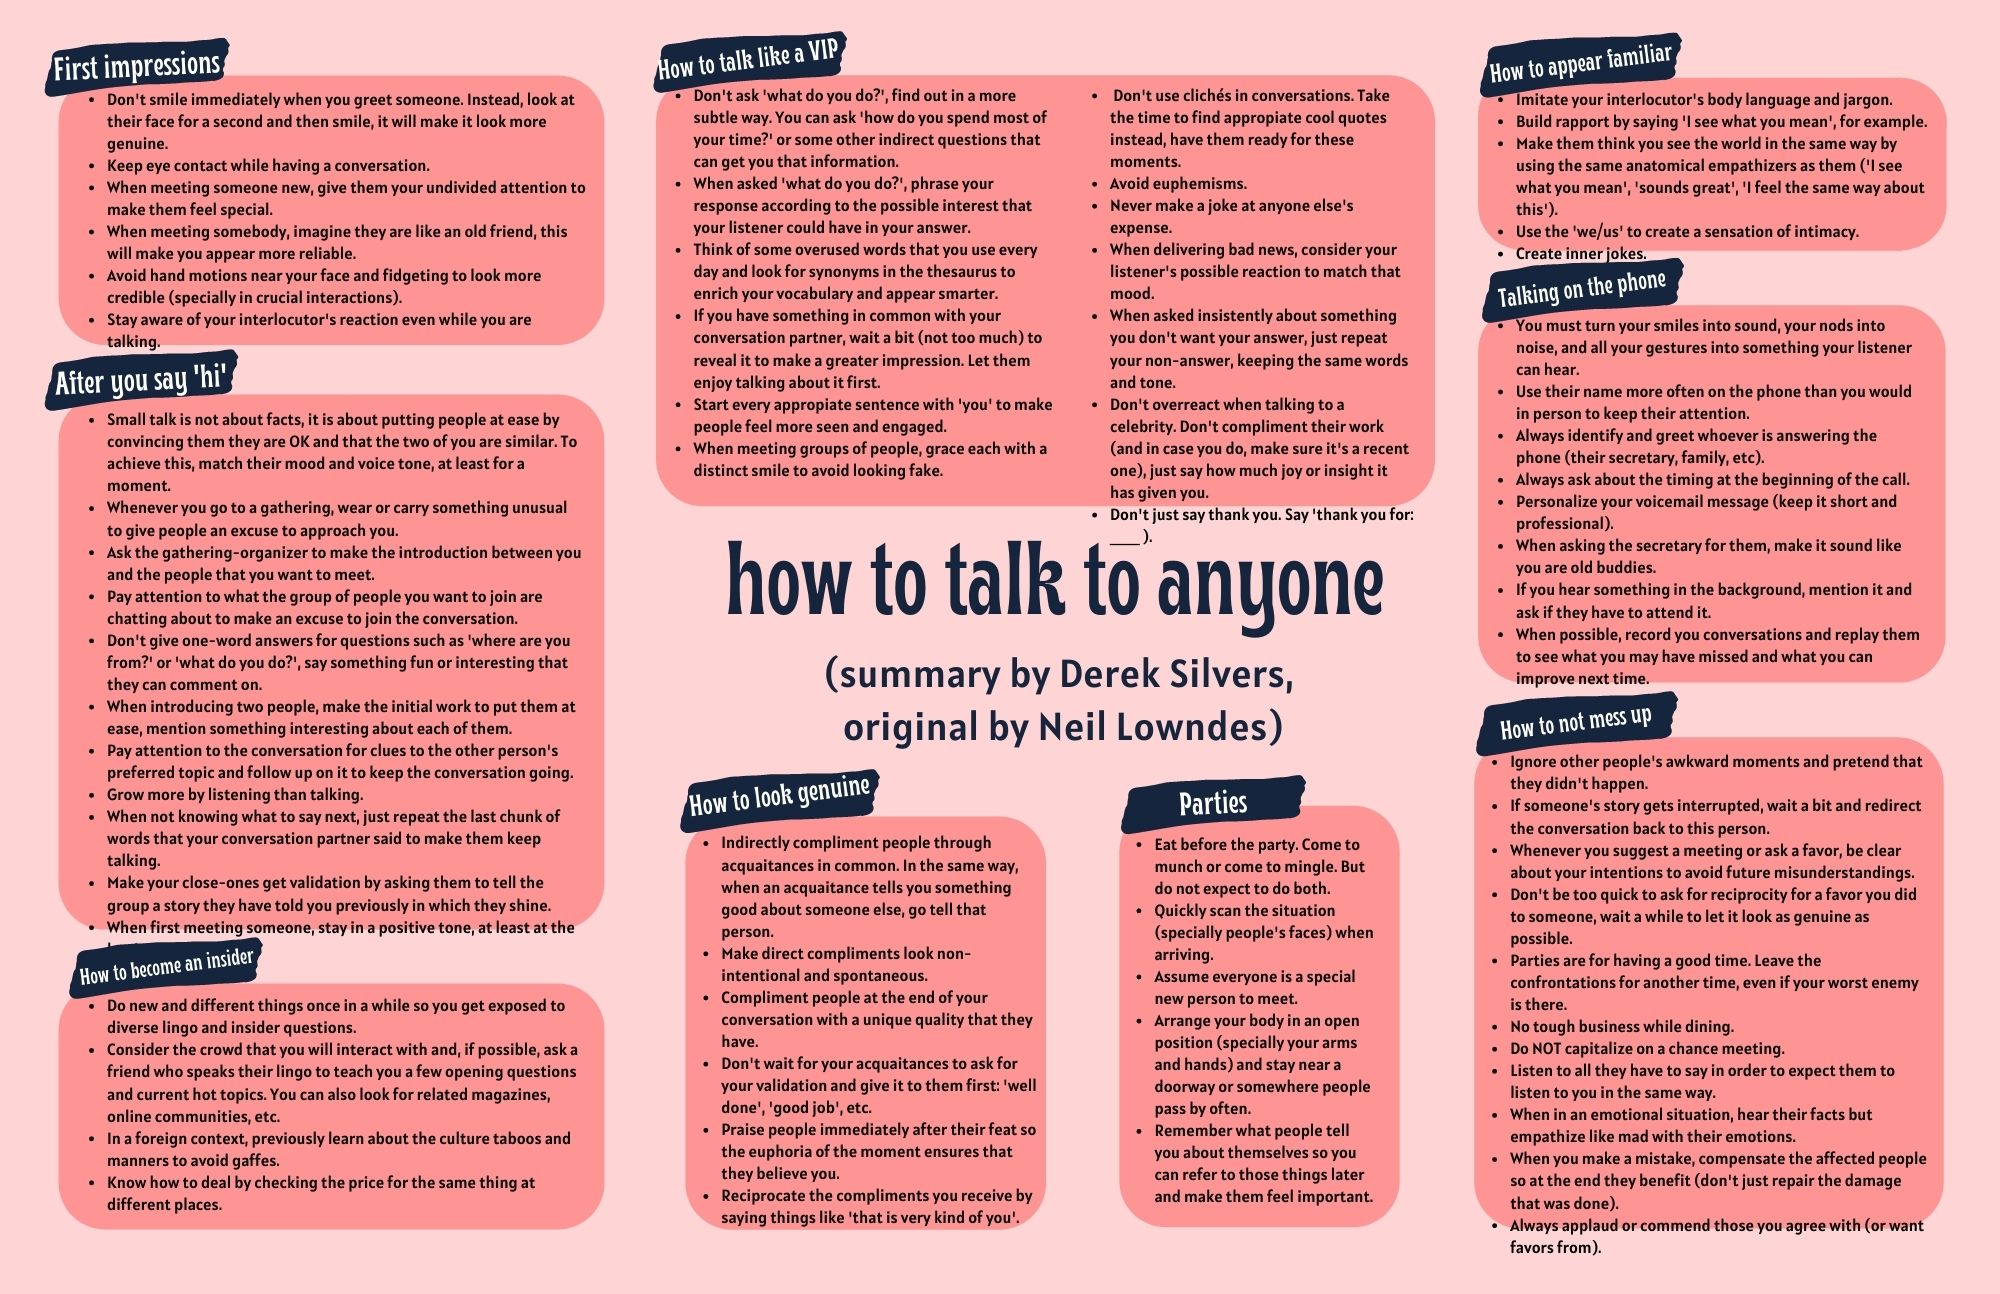 First impressions
Don't smile immediately when you greet someone. Instead, look at
their face for a second and then smile, it will make it look more
genuine.
Keep eye contact while having a conversation.
When meeting someone new, give them your undivided attention to
make them feel special.
When meeting somebody, imagine they are like an old friend, this
will make you appear more reliable.
Avoid hand motions near your face and fidgeting to look more
credible (specially in crucial interactions).
Stay aware of your interlocutor's reaction even while you are
talking.
After you say 'hi'
Small talk is not about facts, it is about putting people at ease by
convincing them they are OK and that the two of you are similar. To
achieve this, match their mood and voice tone, at least for a
moment.
Whenever you go to a gathering, wear or carry something unusual
to give people an excuse to approach you.
Ask the gathering-organizer to make the introduction between you
and the people that you want to meet.
Pay attention to what the group of people you want to join are
chatting about to make an excuse to join the conversation.
Don't give one-word answers for questions such as 'where are you
from?' or 'what do you do?', say something fun or interesting that
they can comment on.
When introducing two people, make the initial work to put them at
ease, mention something interesting about each of them.
Pay attention to the conversation for clues to the other person's
preferred topic and follow up on it to keep the conversation going.
Grow more by listening than talking.
When not knowing what to say next, just repeat the last chunk of
words that your conversation partner said to make them keep
talking.
Make your close-ones get validation by asking them to tell the
group a story they have told you previously in which they shine.
When first meeting someone, stay in a positive tone, at least at the
How to become an insider
Do new and different things once in a while so you get exposed to
diverse lingo and insider questions.
Consider the crowd that you will interact with and, if possible, ask a
friend who speaks their lingo to teach you a few opening questions
and current hot topics. You can also look for related magazines,
online communities, etc.
In a foreign context, previously learn about the culture taboos and
manners to avoid gaffes.
Know how to deal by checking the price for the same thing at
different places.
How to talk like a VIP
Don't ask 'what do you do?', find out in a more
subtle way. You can ask 'how do you spend most of
your time?' or some other indirect questions that
can get you that information.
When asked 'what do you do?', phrase your
response according to the possible interest that
your listener could have in your answer.
Think of some overused words that you use every
day and look for synonyms in the thesaurus to
enrich your vocabulary and appear smarter.
If you have something in common with your
conversation partner, wait a bit (not too much) to
reveal it to make a greater impression. Let them
enjoy talking about it first.
Start every appropiate sentence with 'you' to make
people feel more seen and engaged.
When meeting groups of people, grace each with a
distinct smile to avoid looking fake.
Don't use clichés in conversations. Take
the time to find appropiate cool quotes
instead, have them ready for these
moments.
Avoid euphemisms.
Never make a joke at anyone else's
expense.
When delivering bad news, consider your
listener's possible reaction to match that
mood.
When asked insistently about something
you don't want your answer, just repeat
your non-answer, keeping the same words
and tone.
Don't overreact when talking to a
celebrity. Don't compliment their work
(and in case you do, make sure it's a recent
one), just say how much joy or insight it
has given you.
Don't just say thank you. Say 'thank you for:
____ ).
how to talk to anyone
(summary by Derek Silvers,
original by Neil Lowndes)
How to look genuine
Indirectly compliment people through
acquaitances in common. In the same way,
when an acquaitance tells you something
good about someone else, go tell that
person.
Make direct compliments look non-
intentional and spontaneous.
Compliment people at the end of your
conversation with a unique quality that they
have.
Don't wait for your acquaitances to ask for
your validation and give it to them first: 'well
done', 'good job', etc.
Praise people immediately after their feat so
the euphoria of the moment ensures that
they believe you.
Reciprocate the compliments you receive by
saying things like 'that is very kind of you'.
Parties
Eat before the party. Come to
munch or come to mingle. But
do not expect to do both.
Quickly scan the situation
(specially people's faces) when
arriving.
Assume everyone is a special
new person to meet.
Arrange your body in an open
position (specially your arms
and hands) and stay near a
doorway or somewhere people
pass by often.
Remember what people tell
you about themselves so you
can refer to those things later
and make them feel important.
How to appear familiar
Imitate your interlocutor's body language and jargon.
Build rapport by saying 'I see what you mean', for example.
Make them think you see the world in the same way by
using the same anatomical empathizers as them ('I see
what you mean', 'sounds great', 'I feel the same way about
this').
Use the 'we/us' to create a sensation of intimacy.
Create inner jokes.
Talking on the phone
You must turn your smiles into sound, your nods into
noise, and all your gestures into something your listener
can hear.
Use their name more often on the phone than you would
in person to keep their attention.
Always identify and greet whoever is answering the
phone (their secretary, family, etc).
Always ask about the timing at the beginning of the call.
Personalize your voicemail message (keep it short and
professional).
When asking the secretary for them, make it sound like
you are old buddies.
If you hear something in the background, mention it and
ask if they have to attend it.
When possible, record you conversations and replay them
to see what you may have missed and what you can
improve next time.
How to not mess up
Ignore other people's awkward moments and pretend that
they didn't happen.
If someone's story gets interrupted, wait a bit and redirect
the conversation back to this person.
Whenever you suggest a meeting or ask a favor, be clear
about your intentions to avoid future misunderstandings.
Don't be too quick to ask for reciprocity for a favor you did
to someone, wait a while to let it look as genuine as
possible.
Parties are for having a good time. Leave the
confrontations for another time, even if your worst enemy
is there.
No tough business while dining.
Do NOT capitalize on a chance meeting.
Listen to all they have to say in order to expect them to
listen to you in the same way.
When in an emotional situation, hear their facts but
empathize like mad with their emotions.
When you make a mistake, compensate the affected people
so at the end they benefit (don't just repair the damage
that was done).
Always applaud or commend those you agree with (or want
favors from).